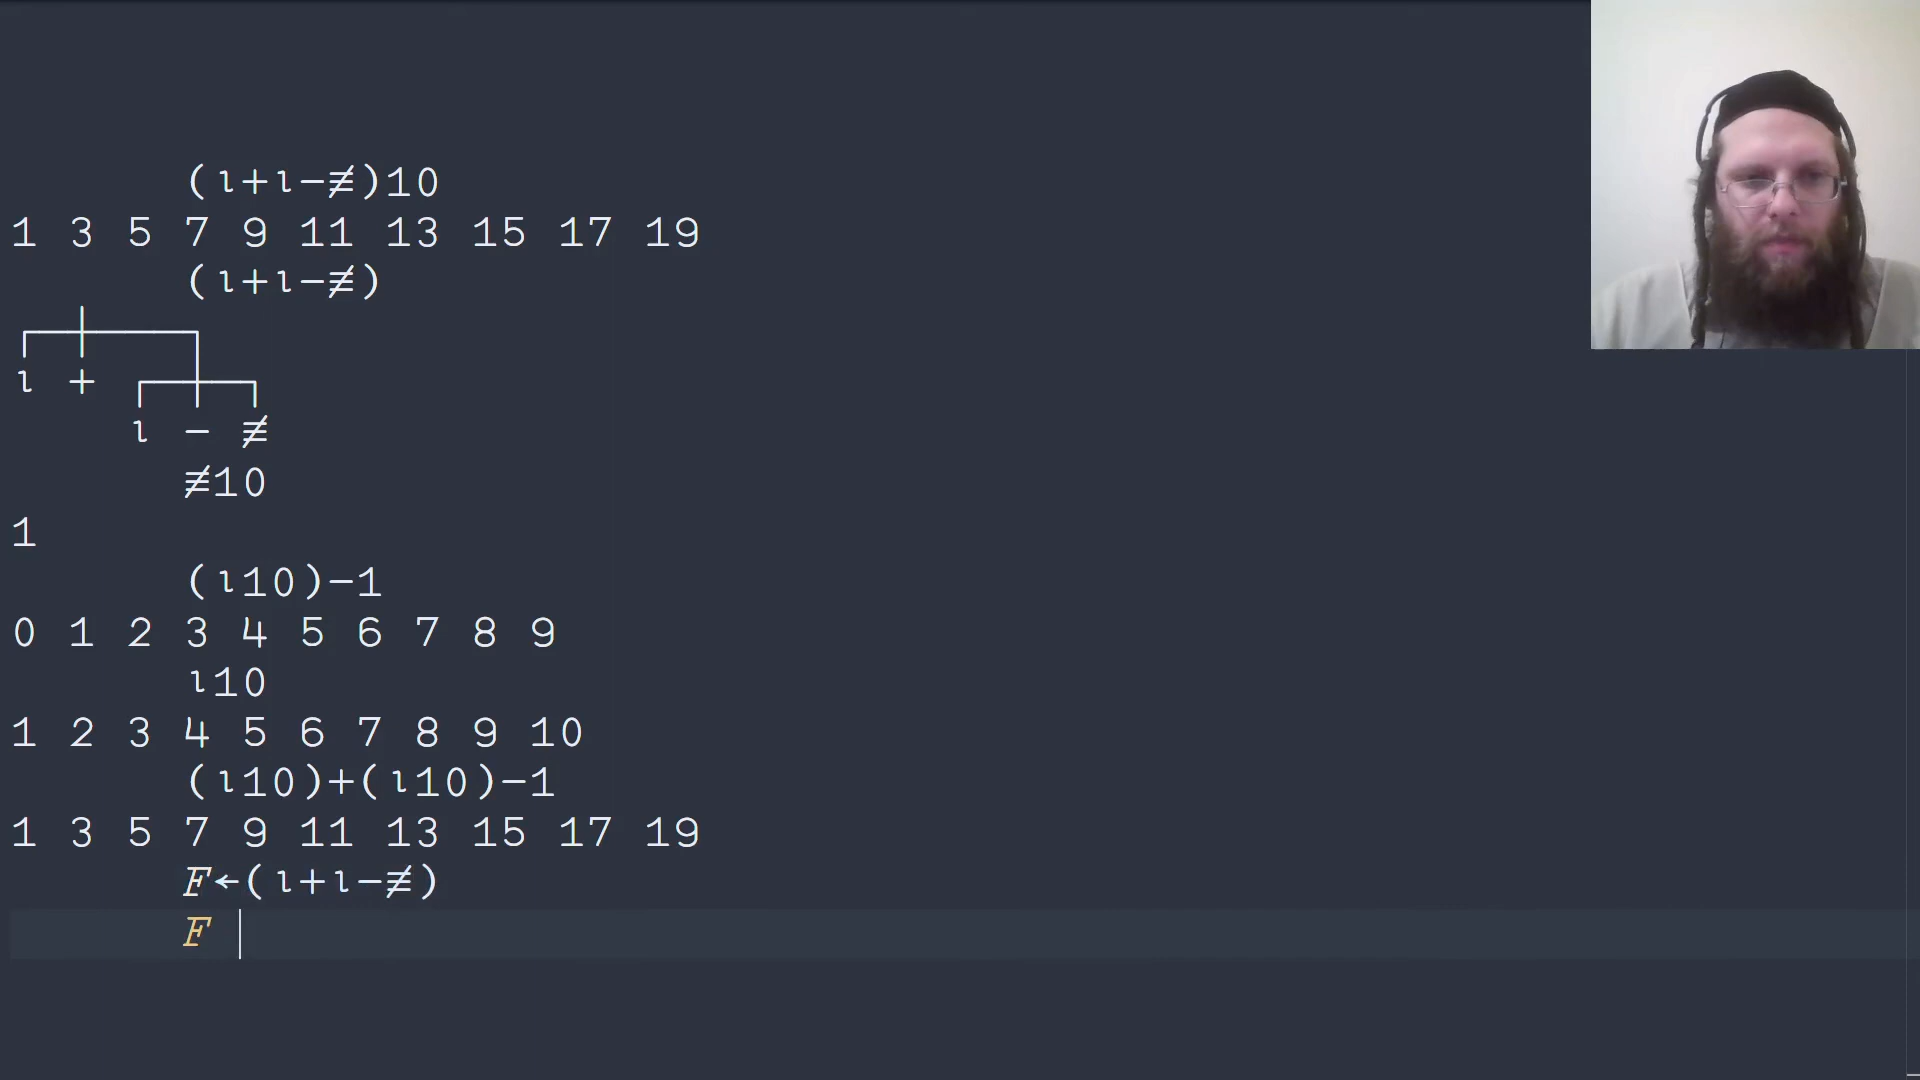 (⍳+⍳-≢)10
1 3 5 7 9 11 13 15 17 19
(⍳+⍳-≢)
⍳ +
⍳ - ≢
≢10
1
(⍳10)-1
0 1 2 3 4 5 6 7 8 9
⍳10
1 2 3 4 5 6 7 8 9 10
(⍳10)+(⍳10)-1
1 3 5 7 9 11 13 15 17 19
F←(⍳+⍳-≢)
F